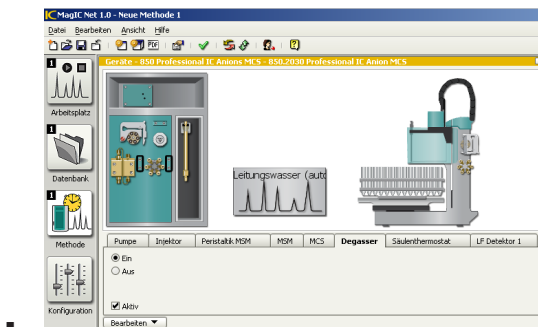 MagIC Net 1.0 - Neue Methode 1
Datei Bearbeiten Ansicht Hilfe
PDF
Geräte - 850 Professional IC Anions MCS - 850.2030 Professional IC Anion MCS
1
Arbeitsplatz
1
Datenbank
1
Methode
Konfiguration
Leitungswasser (auto
Pumpe Injektor Peristaltik MSM MSM MCS Degasser Säulenthermostat LF Detektor 1
Ein
Aus
Aktiv
Bearbeiten